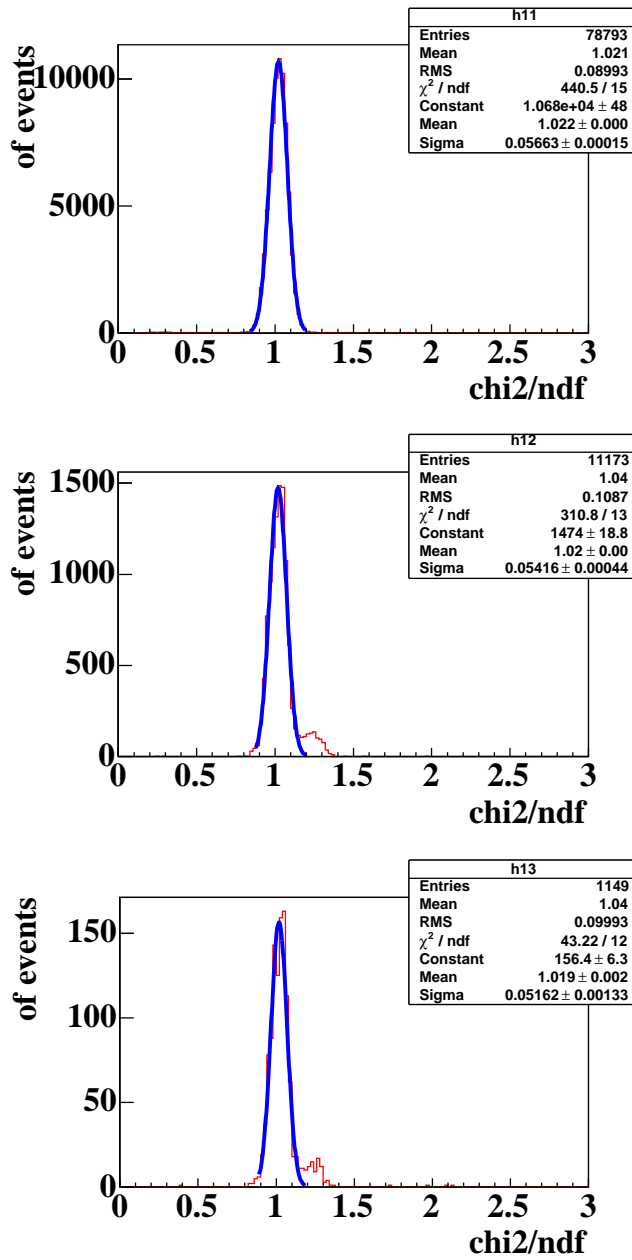 h11
Entries 78793
Mean 1.021
RMS 0.08993
χ² / ndf 440.5 / 15
Constant 1.068e+04 ± 48
Mean 1.022 ± 0.000
Sigma 0.05663 ± 0.00015
of events
10000
5000
0
0 0.5 1 1.5 2 2.5 3
chi2/ndf
h12
Entries 11173
Mean 1.04
RMS 0.1087
χ² / ndf 310.8 / 13
Constant 1474 ± 18.8
Mean 1.02 ± 0.00
Sigma 0.05416 ± 0.00044
of events
1500
1000
500
0
0 0.5 1 1.5 2 2.5 3
chi2/ndf
h13
Entries 1149
Mean 1.04
RMS 0.09993
χ² / ndf 43.22 / 12
Constant 156.4 ± 6.3
Mean 1.019 ± 0.002
Sigma 0.05162 ± 0.00133
of events
150
100
50
0
0 0.5 1 1.5 2 2.5 3
chi2/ndf